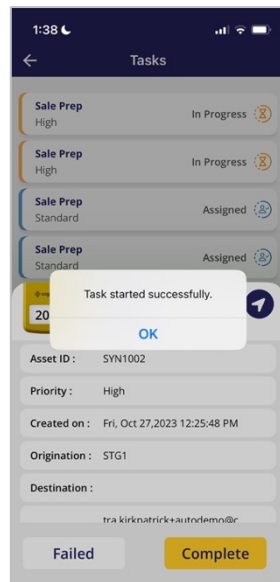 1:38
Tasks
Sale Prep
High
In Progress
Sale Prep
High
In Progress
Sale Prep
Standard
Assigned
Sale Prep
Standard
Assigned
20
Task started successfully.
OK
Asset ID : SYN1002
Priority : High
Created on : Fri, Oct 27,2023 12:25:48 PM
Origination : STG1
Destination :
tra.kirkpatrick+autodemo@c
Failed
Complete